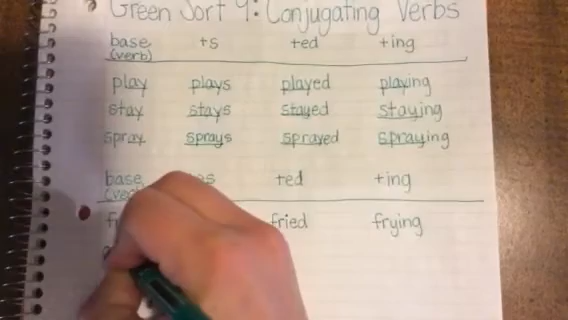 Green Sort 9: Conjugating Verbs
base +s +ed +ing
(verb)
play plays played playing
stay stays stayed staying
spray sprays sprayed spraying
base +ed +ing
fried frying